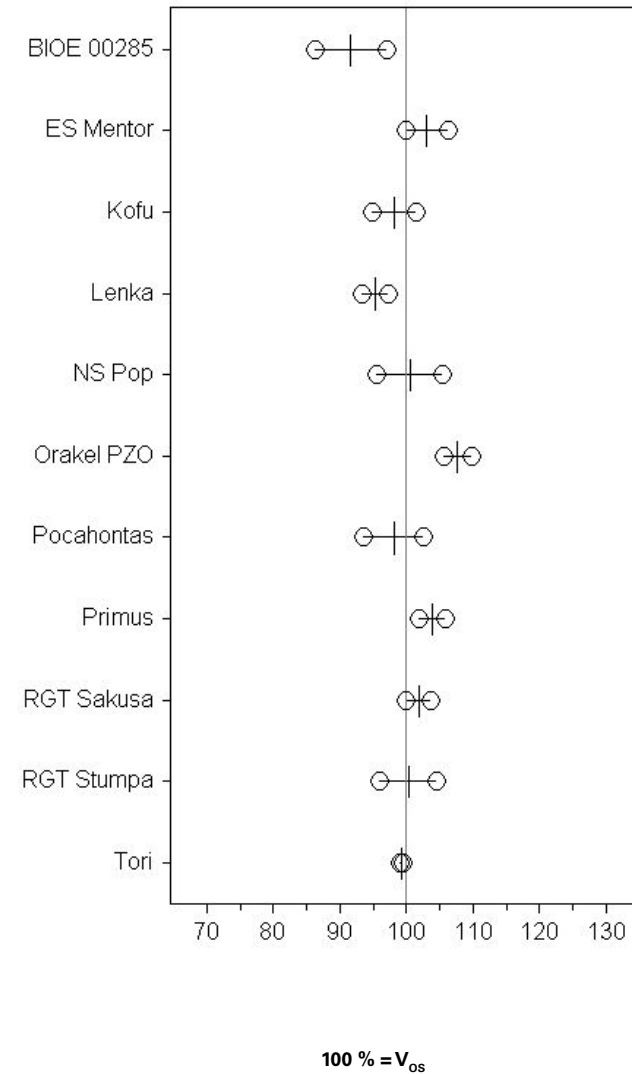 BIOE 00285
ES Mentor
Kofu
Lenka
NS Pop
Orakel PZO
Pocahontas
Primus
RGT Sakusa
RGT Stumpa
Tori
70 80 90 100 110 120 130
100 % = Vos